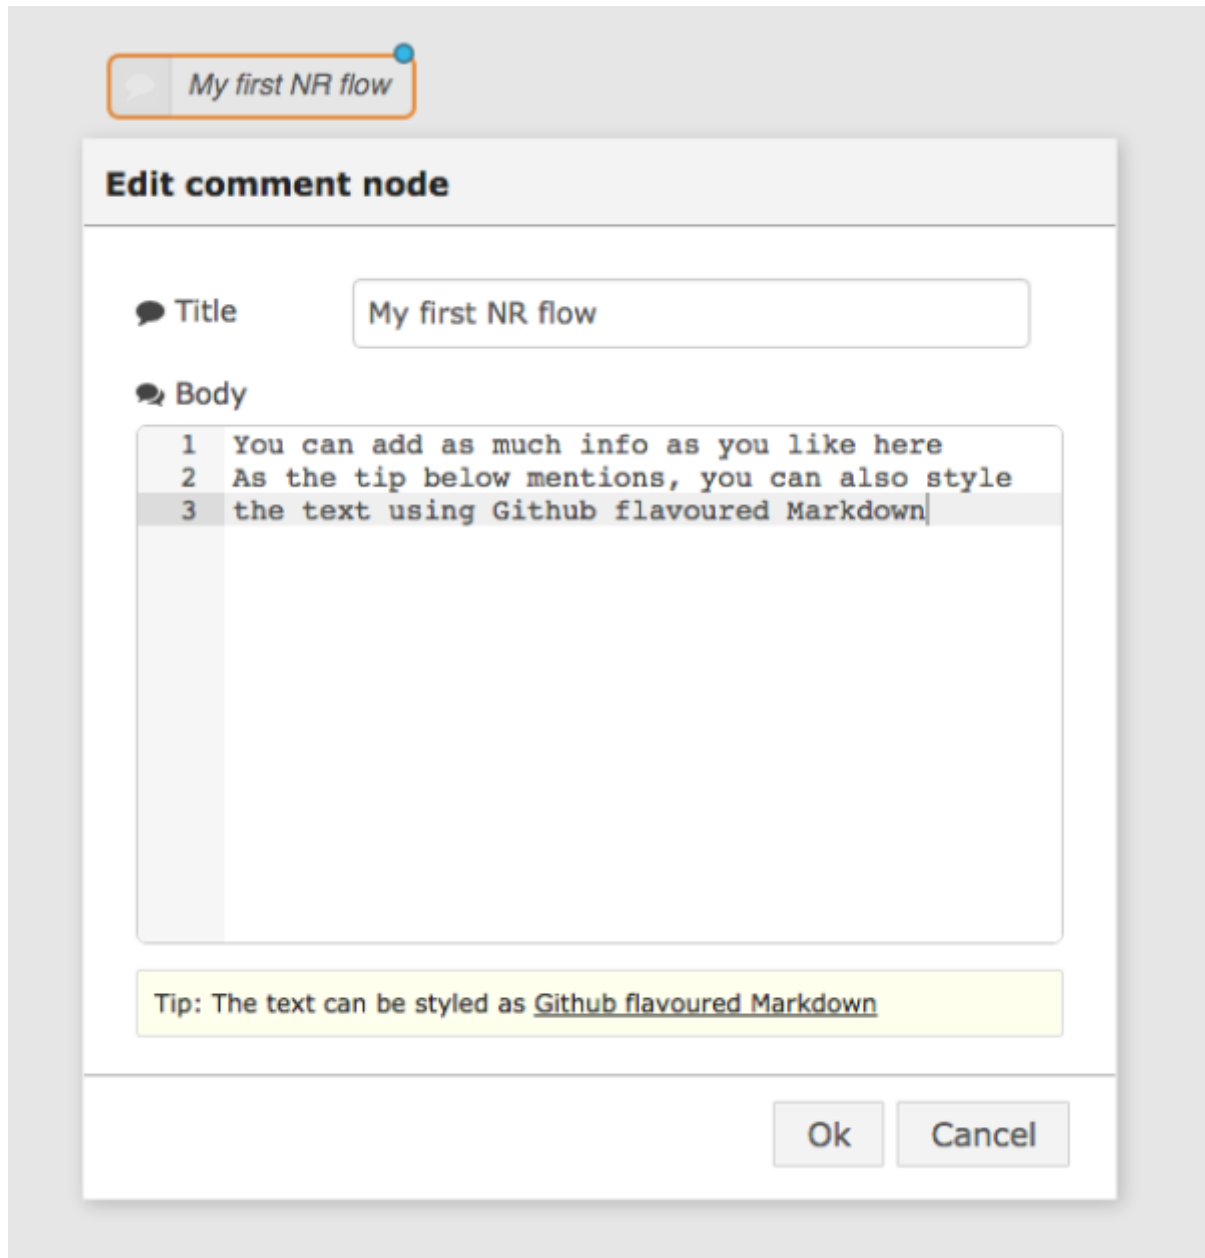 My first NR flow
Edit comment node
Title
My first NR flow
Body
1 You can add as much info as you like here
2 As the tip below mentions, you can also style
3 the text using Github flavoured Markdown
Tip: The text can be styled as Github flavoured Markdown
Ok
Cancel